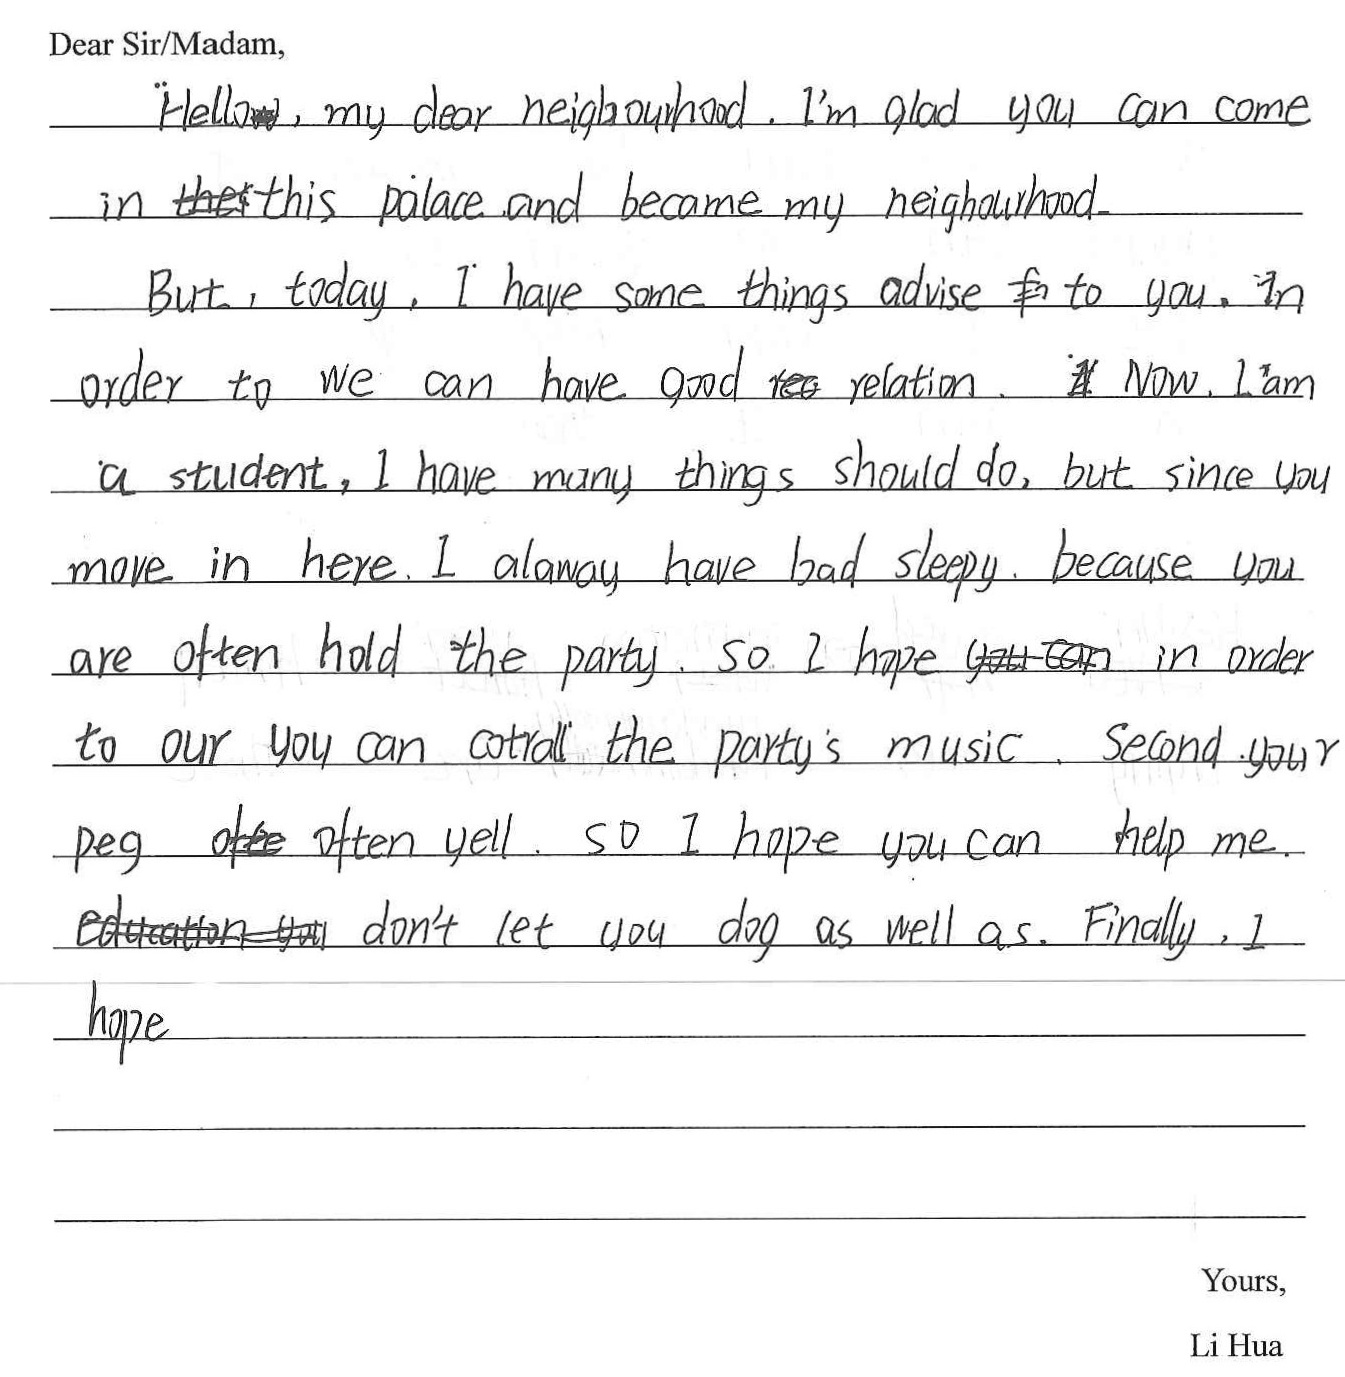 Dear Sir/Madam,
Hello, my dear neigbourhood. I'm glad you can come
in this palace and became my neighourhood.
But, today, I have some things advise to you. In
order to we can have good relation. Now, I am
a student, I have many things should do, but since you
move in here. I alaway have bad sleepy. because you
are often hold the party. so I hope in order
to our you can cotrall the party's music. Second your
peg often yell. so I hope you can help me.
don't let you dog as well as. Finally, I
hope
Yours,
Li Hua